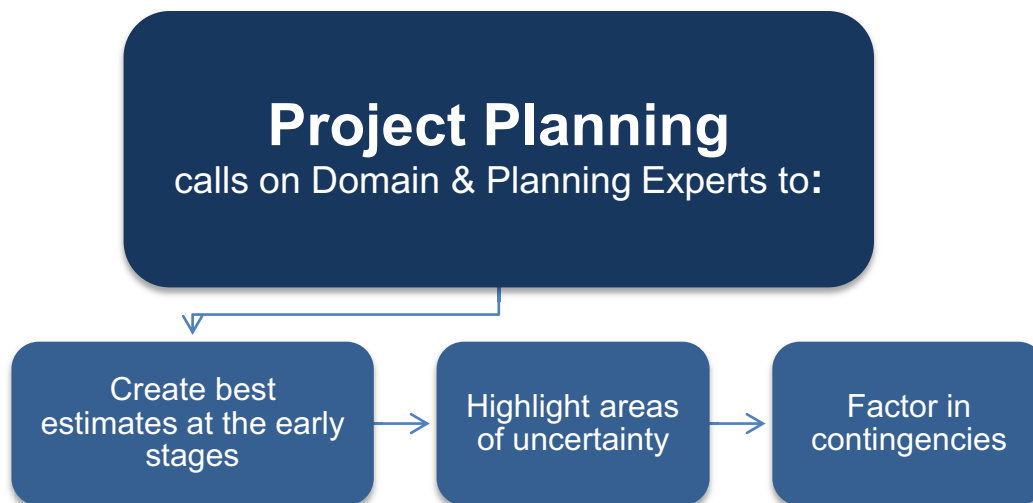 Project Planning
calls on Domain & Planning Experts to:
Create best
estimates at the early
stages
Highlight areas
of uncertainty
Factor in
contingencies